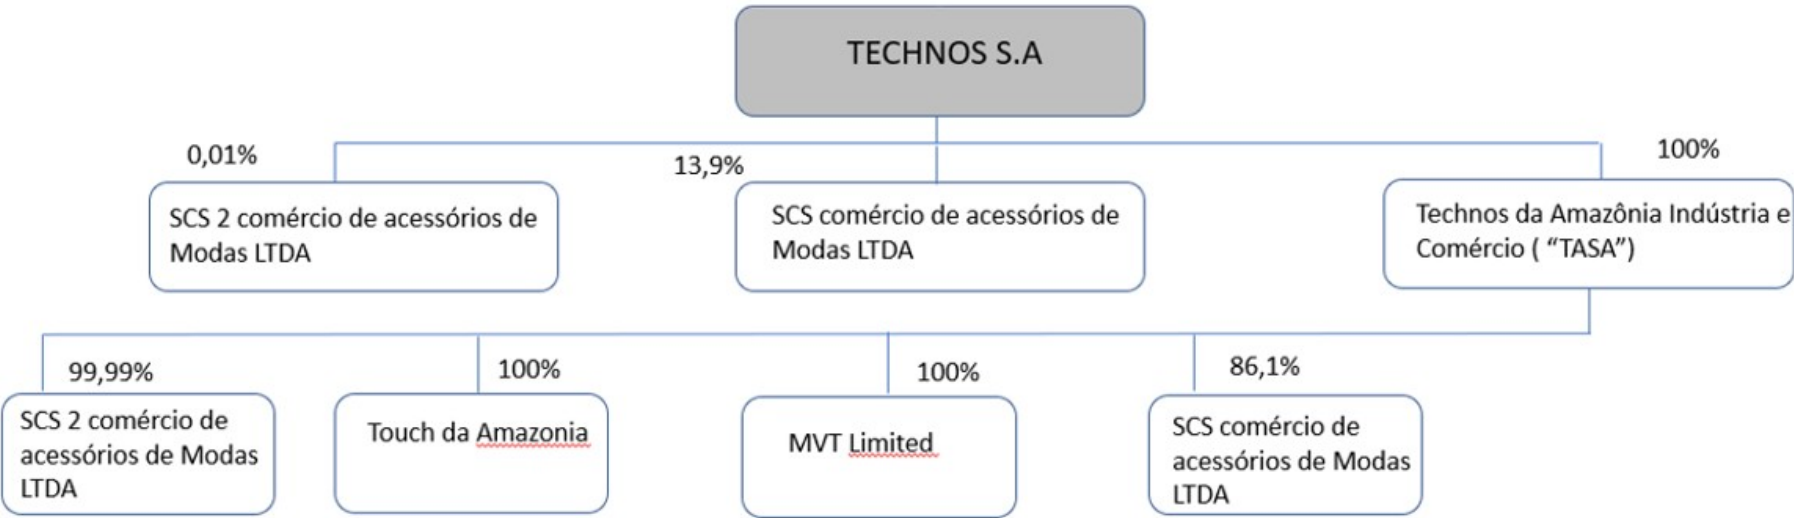 TECHNOS S.A
0,01%
13,9%
100%
SCS 2 comércio de acessórios de
Modas LTDA
SCS comércio de acessórios de
Modas LTDA
Technos da Amazônia Indústria e
Comércio ( “TASA”)
99,99%
100%
100%
86,1%
SCS 2 comércio de
acessórios de Modas
LTDA
Touch da Amazonia
MVT Limited
SCS comércio de
acessórios de Modas
LTDA